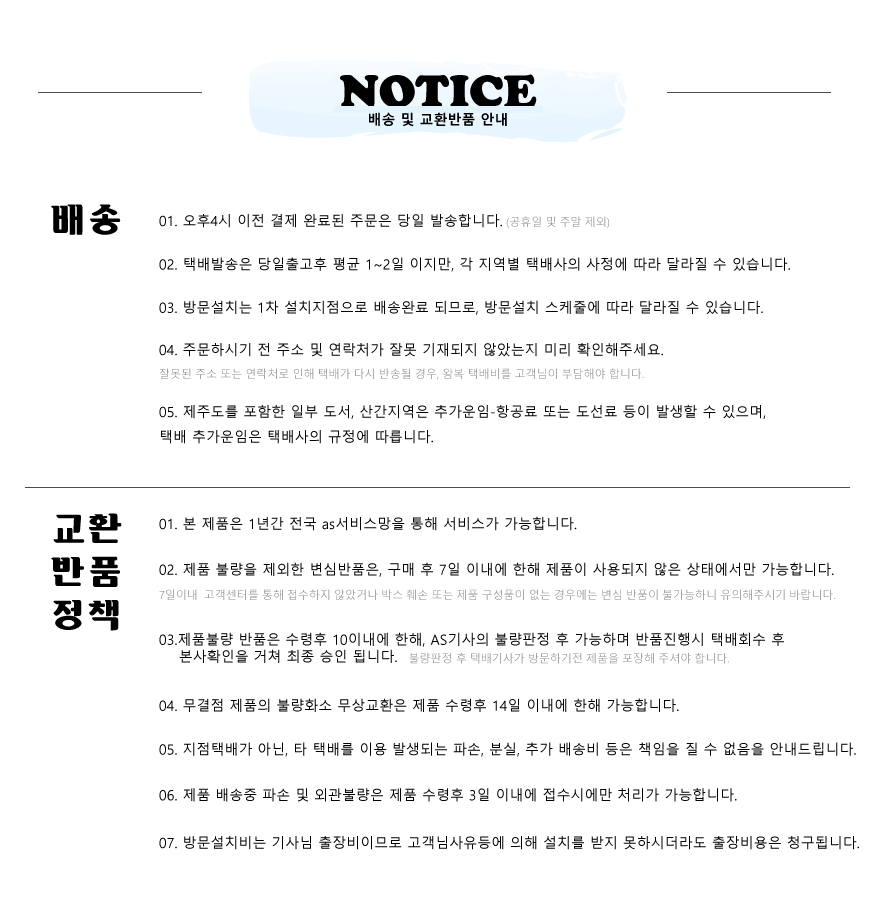 NOTICE
배송 및 교환반품 안내
배송
01. 오후4시 이전 결제 완료된 주문은 당일 발송합니다. (공휴일 및 주말 제외)
02. 택배발송은 당일출고후 평균 1~2일 이지만, 각 지역별 택배사의 사정에 따라 달라질 수 있습니다.
03. 방문설치는 1차 설치지점으로 배송완료 되므로, 방문설치 스케줄에 따라 달라질 수 있습니다.
04. 주문하시기 전 주소 및 연락처가 잘못 기재되지 않았는지 미리 확인해주세요.
잘못된 주소 또는 연락처로 인해 택배가 다시 반송될 경우, 왕복 택배비를 고객님이 부담해야 합니다.
05. 제주도를 포함한 일부 도서, 산간지역은 추가운임-항공료 또는 도선료 등이 발생할 수 있으며,
택배 추가운임은 택배사의 규정에 따릅니다.
교환
반품
정책
01. 본 제품은 1년간 전국 as서비스망을 통해 서비스가 가능합니다.
02. 제품 불량을 제외한 변심반품은, 구매 후 7일 이내에 한해 제품이 사용되지 않은 상태에서만 가능합니다.
7일이내 고객센터를 통해 접수하지 않았거나 박스 훼손 또는 제품 구성품이 없는 경우에는 변심 반품이 불가능하니 유의해주시기 바랍니다.
03.제품불량 반품은 수령후 10이내에 한해, AS기사의 불량판정 후 가능하며 반품진행시 택배회수 후
본사확인을 거쳐 최종 승인 됩니다. 불량판정 후 택배기사가 방문하기전 제품을 포장해 주셔야 합니다.
04. 무결점 제품의 불량화소 무상교환은 제품 수령후 14일 이내에 한해 가능합니다.
05. 지점택배가 아닌, 타 택배를 이용 발생되는 파손, 분실, 추가 배송비 등은 책임을 질 수 없음을 안내드립니다.
06. 제품 배송중 파손 및 외관불량은 제품 수령후 3일 이내에 접수시에만 처리가 가능합니다.
07. 방문설치비는 기사님 출장비이므로 고객님사유등에 의해 설치를 받지 못하시더라도 출장비용은 청구됩니다.